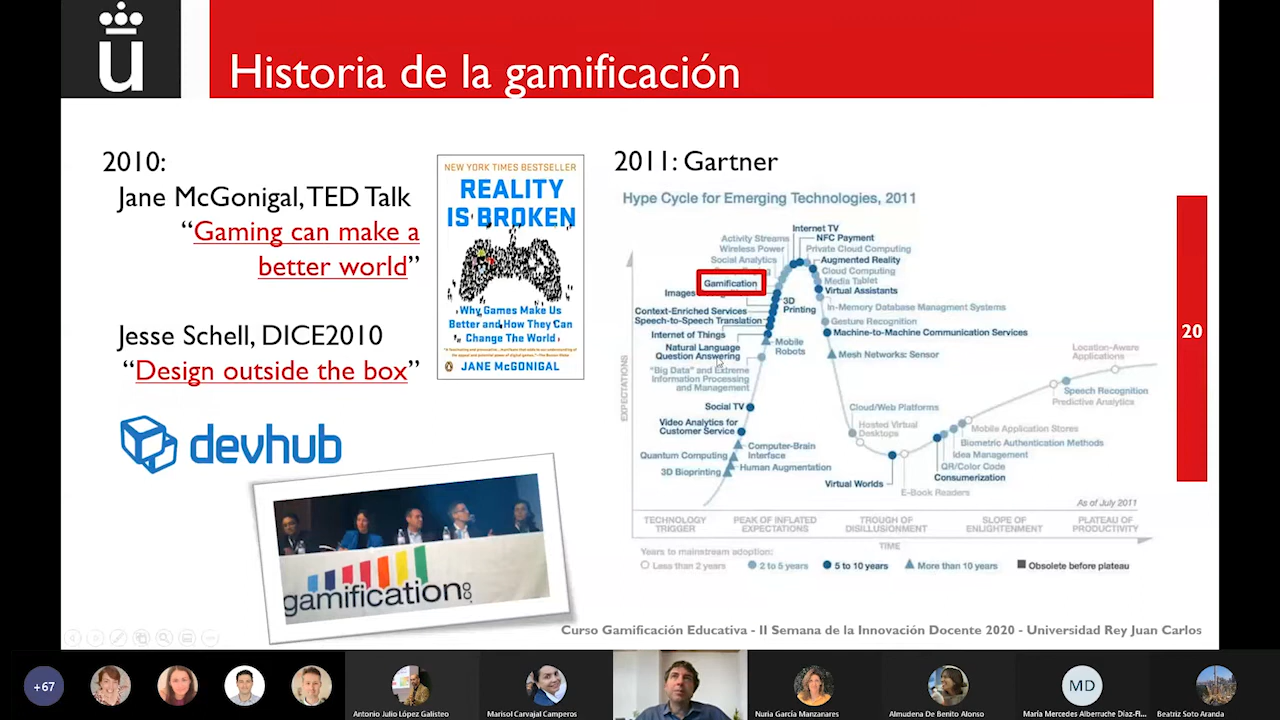 ú
Historia de la gamificación
2010:
Jane McGonigal, TED Talk
“Gaming can make a
better world”
Jesse Schell, DICE2010
“Design outside the box”
devhub
NEW YORK TIMES BESTSELLER
REALITY
IS BROKEN
Why Games Make Us
Better and How They Can
Change The World
JANE McGONIGAL
gamification
co
2011: Gartner
Hype Cycle for Emerging Technologies, 2011
Internet TV
NFC Payment
Activity Streams
Wireless Power
Private Cloud Computing
Social Analytics
Augmented Reality
Cloud Computing
Gamification
Media Tablet
Images
Virtual Assistants
3D
Printing
In-Memory Database Managment Systems
Context-Enriched Services
Speech-to-Speech Translation
Gesture Recognition
Internet of Things
Machine-to-Machine Communication Services
Natural Language
Question Answering
Mobile
Robots
Mesh Networks: Sensor
"Big Data" and Extreme
Information Processing
and Management
Location-Aware
Applications
Speech Recognition
Predictive Analytics
Social TV
Cloud/Web Platforms
Video Analytics for
Customer Service
Hosted Virtual
Desktops
Mobile Application Stores
Biometric Authentication Methods
Computer-Brain
Interface
Idea Management
Quantum Computing
QR/Color Code
Human Augmentation
3D Bioprinting
Consumerization
Virtual Worlds
E-Book Readers
As of July 2011
EXPECTATIONS
TECHNOLOGY
TRIGGER
PEAK OF INFLATED
EXPECTATIONS
TROUGH OF
DISILLUSIONMENT
SLOPE OF
ENLIGHTENMENT
PLATEAU OF
PRODUCTIVITY
TIME
Years to mainstream adoption:
Less than 2 years
2 to 5 years
5 to 10 years
More than 10 years
Obsolete before plateau
20
Curso Gamificación Educativa - II Semana de la Innovación Docente 2020 - Universidad Rey Juan Carlos
+67
Antonio Julio López Galisteo
Marisol Carvajal Camperos
Nuria García Manzanares
Almudena De Benito Alonso
MD
María Mercedes Alberrache Díaz-Fl...
Beatriz Soto Aranda